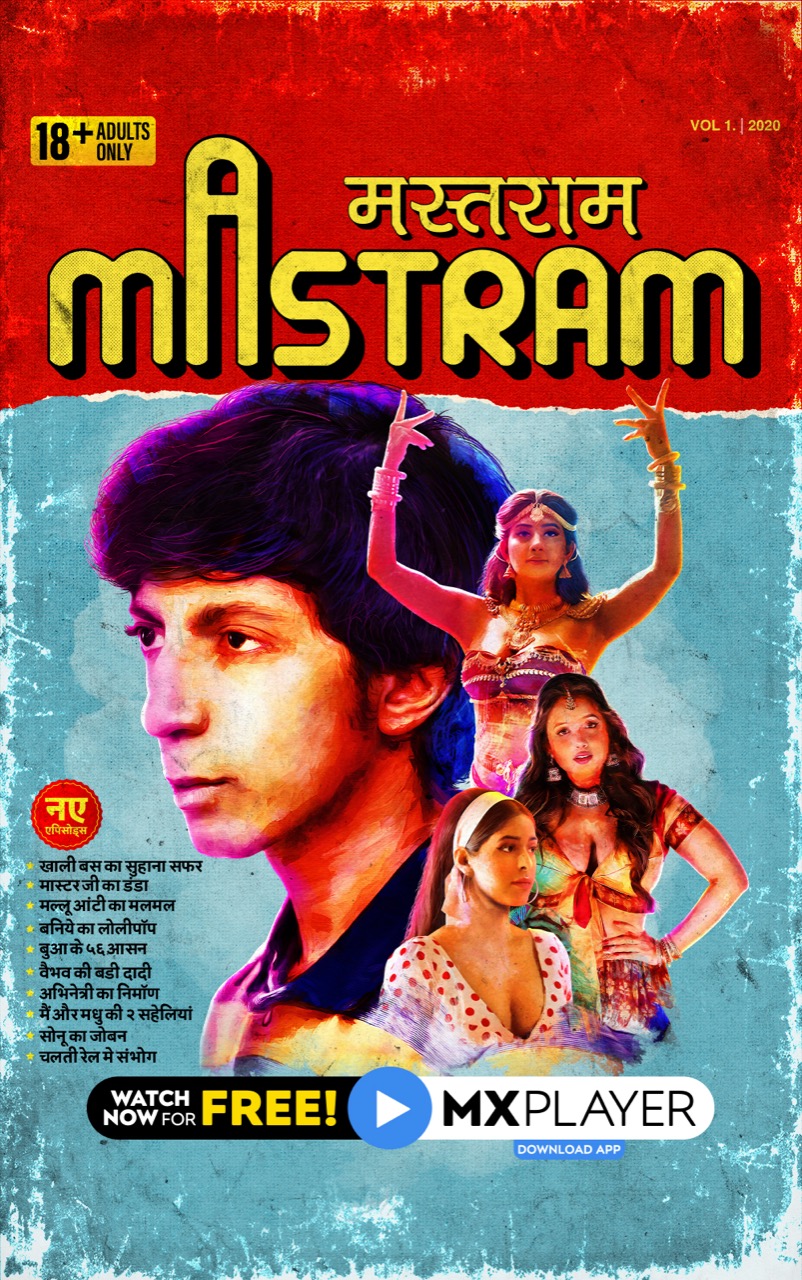 18+ ADULTS
ONLY
VOL 1. | 2020
मस्तराम
MASTRAM
नए
एपिसोड्स
खाली बस का सुहाना सफर
मास्टर जी का डंडा
मल्लू आंटी का मलमल
बनिये का लोलीपॉप
बुआ के ५६ आसन
वैभव की बडी दादी
अभिनेत्री का निर्माण
मैं और मधु की २ सहेलियां
सोनू का जोबन
चलती रेल मे संभोग
WATCH
NOW FOR FREE!
MXPLAYER
DOWNLOAD APP